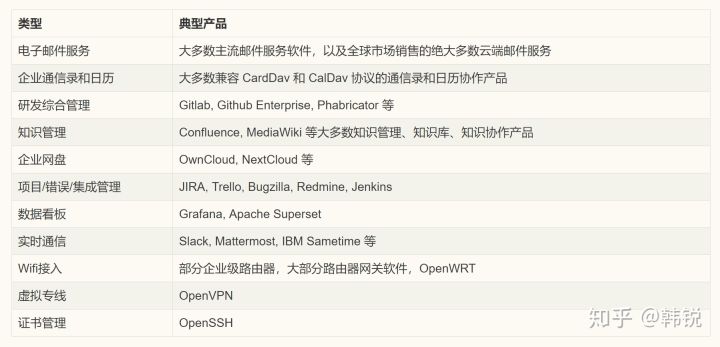 类型 典型产品
电子邮件服务 大多数主流邮件服务软件，以及全球市场销售的绝大多数云端邮件服务
企业通信录和日历 大多数兼容 CardDav 和 CalDav 协议的通信录和日历协作产品
研发综合管理 Gitlab, Github Enterprise, Phabricator 等
知识管理 Confluence, MediaWiki 等大多数知识管理、知识库、知识协作产品
企业网盘 OwnCloud, NextCloud 等
项目/错误/集成管理 JIRA, Trello, Bugzilla, Redmine, Jenkins
数据看板 Grafana, Apache Superset
实时通信 Slack, Mattermost, IBM Sametime 等
Wifi接入 部分企业级路由器，大部分路由器网关软件，OpenWRT
虚拟专线 OpenVPN
证书管理 OpenSSH
知乎 @韩锐